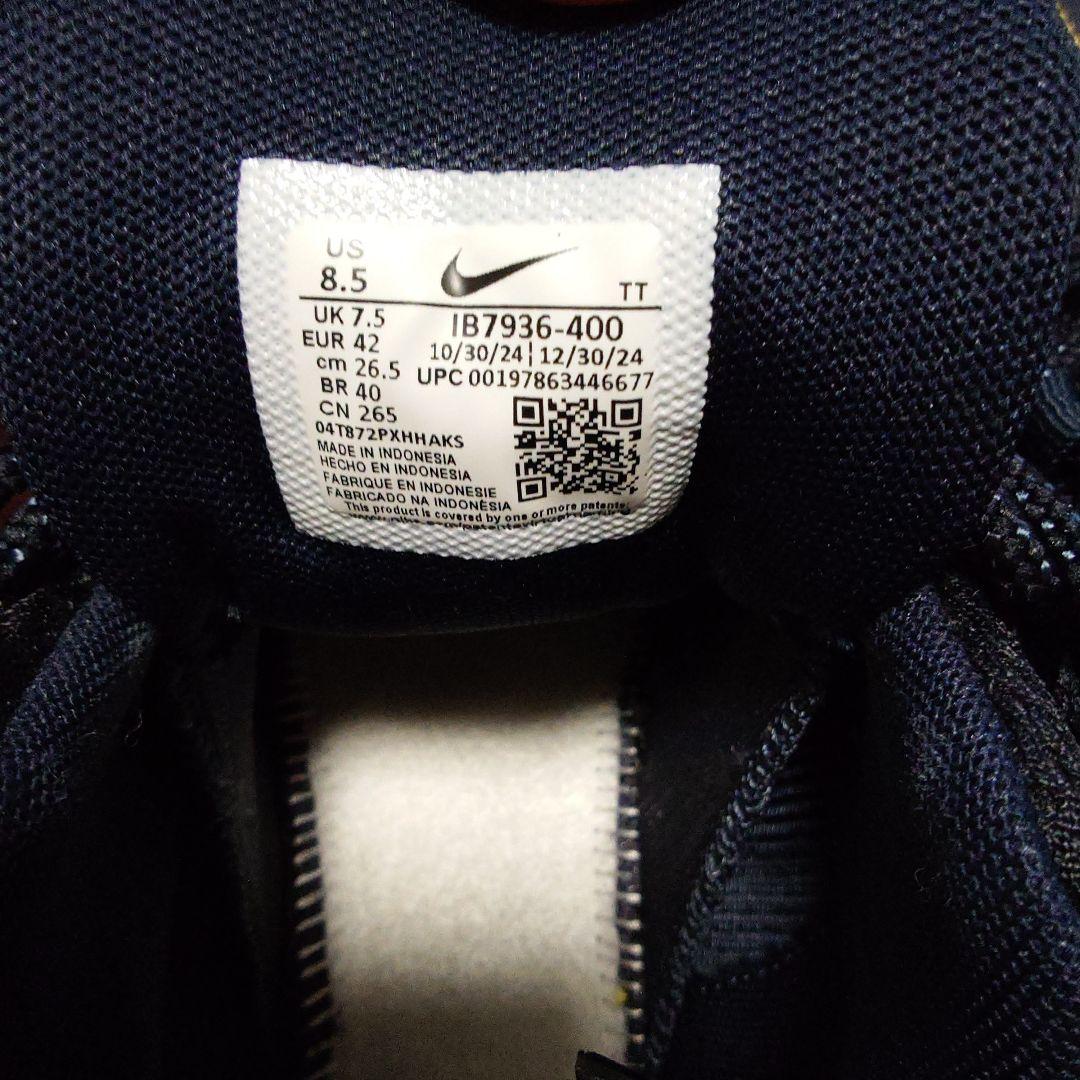 US
8.5
TT
UK 7.5
EUR 42
cm 26.5
BR 40
CN 265
IB7936-400
10/30/24 | 12/30/24
UPC 00197863446677
04T872PXHHAKS
MADE IN INDONESIA
HECHO EN INDONESIA
FABRIQUE EN INDONESIE
FABRICADO NA INDONÉSIA
This product is covered by one or more patents: